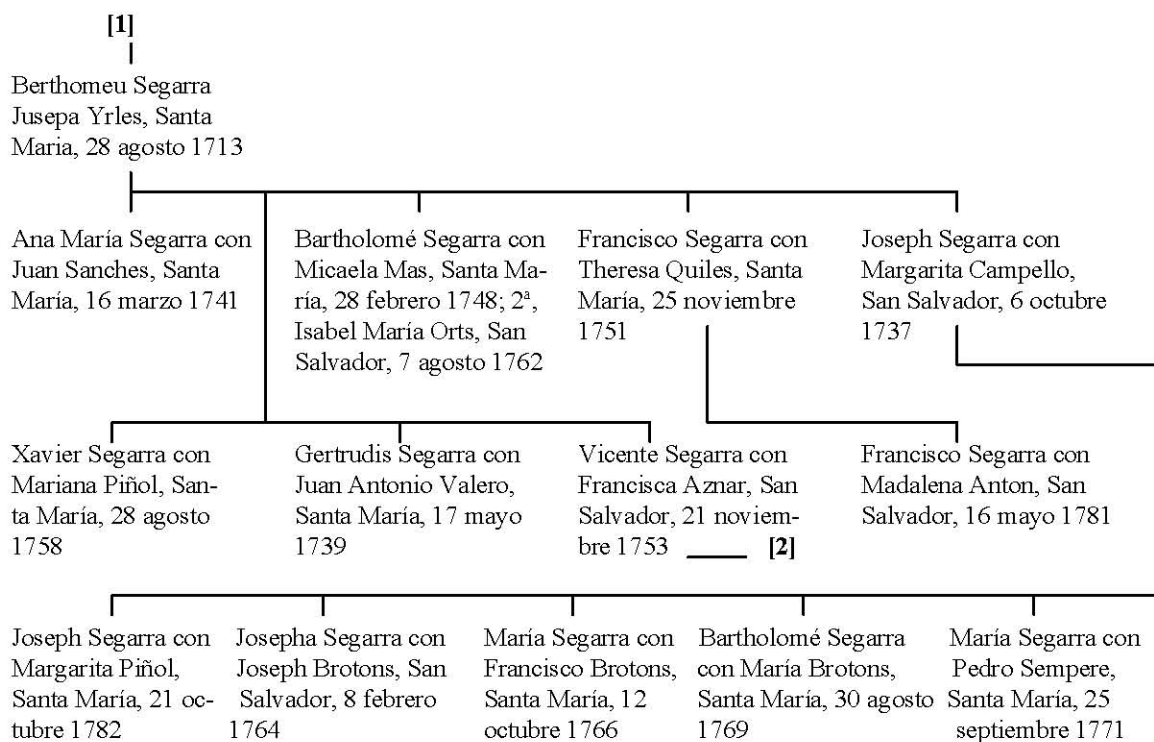 [1]
Berthomeu Segarra
Jusepa Yrles, Santa
Maria, 28 agosto 1713
Ana María Segarra con
Juan Sanches, Santa
María, 16 marzo 1741
Bartholomé Segarra con
Micaela Mas, Santa Ma-
ría, 28 febrero 1748; 2ª,
Isabel María Orts, San
Salvador, 7 agosto 1762
Francisco Segarra con
Theresa Quiles, Santa
María, 25 noviembre
1751
Joseph Segarra con
Margarita Campello,
San Salvador, 6 octubre
1737
Xavier Segarra con
Mariana Piñol, San-
ta María, 28 agosto
1758
Gertrudis Segarra con
Juan Antonio Valero,
Santa María, 17 mayo
1739
Vicente Segarra con
Francisca Aznar, San
Salvador, 21 noviem-
bre 1753 [2]
Francisco Segarra con
Madalena Anton, San
Salvador, 16 mayo 1781
Joseph Segarra con
Margarita Piñol,
Santa María, 21 oc-
tubre 1782
Josepha Segarra con
Joseph Brotons, San
Salvador, 8 febrero
1764
María Segarra con
Francisco Brotons,
Santa María, 12
octubre 1766
Bartholomé Segarra
con María Brotons,
Santa María, 30 agosto
1769
María Segarra con
Pedro Sempere,
Santa María, 25
septiembre 1771